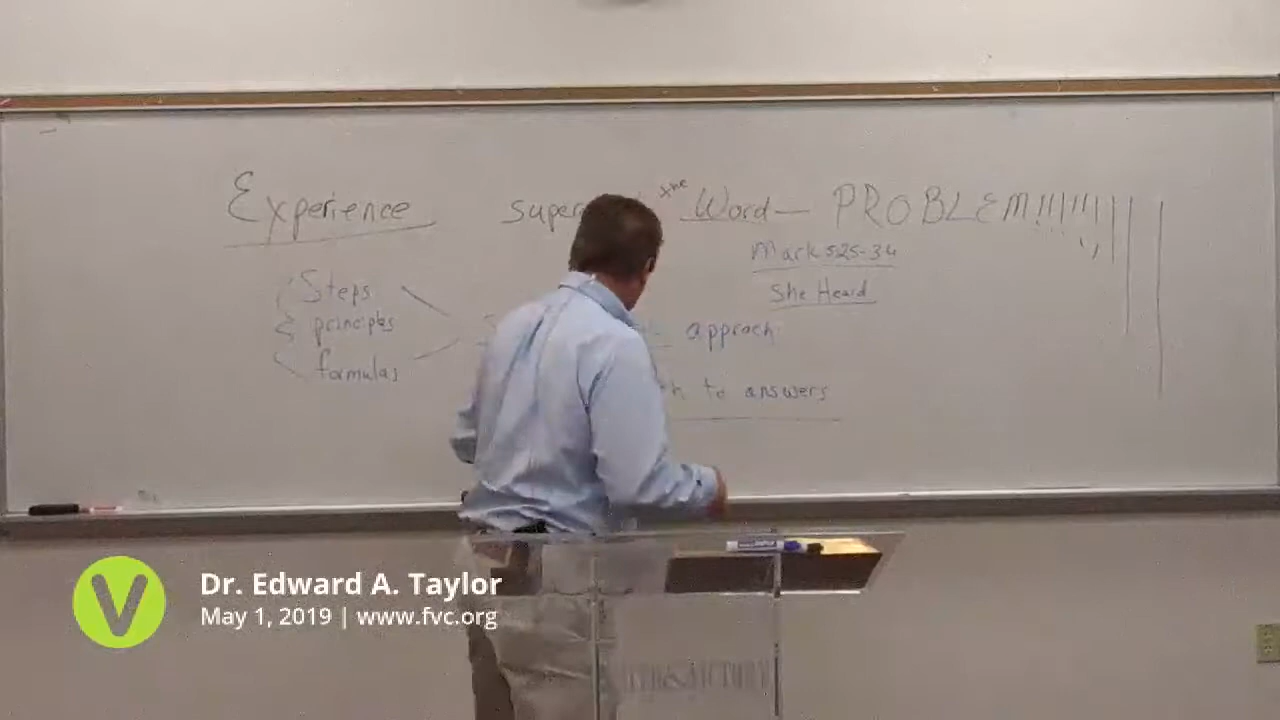 Experience super the Word — PROBLEM!!!!!!!!!!
Mark 5:25-34
She Heard
Steps
principles approch
formulas
to answers
V
Dr. Edward A. Taylor
May 1, 2019 | www.fvc.org